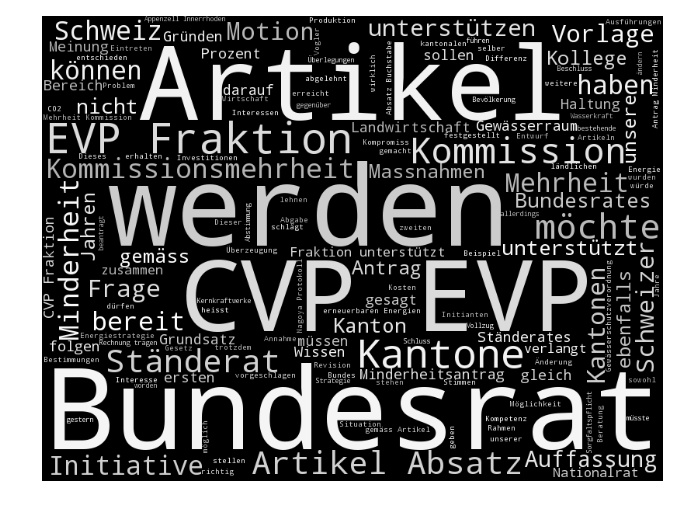 Appenzell Innerrhoden
Produktion
Ausführungen
Schweiz
Gründen
Motion
unterstützen
Vorlage
Meinung
Eintreten
Prozent
Vogler
Überlegungen
kantonalen
führen
selber
Differenz
Beschluss
ändern
entschieden
Bereich
Problem
können
darauf
abgelehnt
sollen
Kollege
Artikel
wirklich
Absatz Buchstabe
weitere
haben
Antrag Minderheit
CO2
nicht
Wirtschaft
erreicht
Interessen
gegenüber
Bevölkerung
Haltung
Wasserkraft
unsere
Mehrheit Kommission
EVP Fraktion
Landwirtschaft
festgestellt
Gewässerraum
Entwurf
bestehende
Artikeln
Kompromiss
gemacht
Kommission
Dieses
erhalten
Investitionen
Kommissionsmehrheit
Massnahmen
ländlichen
Energie
wurden
würde
Mehrheit
Bundesrates
werden
lehnen
Dieser
Abgabe
schlägt
zweiten
Abstimmung
allerdings
möchte
Minderheit
Jahren
beantragt
gemäss
Überzeugung
Fraktion unterstützt
Beispiel
unterstützt
CVP Fraktion
zusammen
Antrag
Frage
dürfen
CVP EVP
Kernkraftwerke
heisst
Nagoya Protokoll
Kosten
erneuerbaren Energien
gesagt
Initianten
Vollzug
Kantonen
Gewässerschutzverordnung
ebenfalls
Schweizer
Jahre
bereit
Kanton
Änderung
Energiestrategie
Rechnung tragen
trotzdem
Grundsatz
Gesetz
Annahme
müssen
Schluss
Ständerates
folgen
Bestimmungen
Ständerat
Wissen
Revision
Kantone
verlangt
vorgeschlagen
Bundes
Minderheitsantrag
gleich
sowohl
Interesse
worden
ersten
Strategie
stehen
Stimmen
Bundesrat
gestern
Möglichkeit
Kompetenz
Rahmen
unserer
Sorgfaltspflicht
Beratung
müsste
möglich
Situation
gemäss Artikel
geben
Initiative
stellen
richtig
Artikel Absatz
Auffassung
Nationalrat